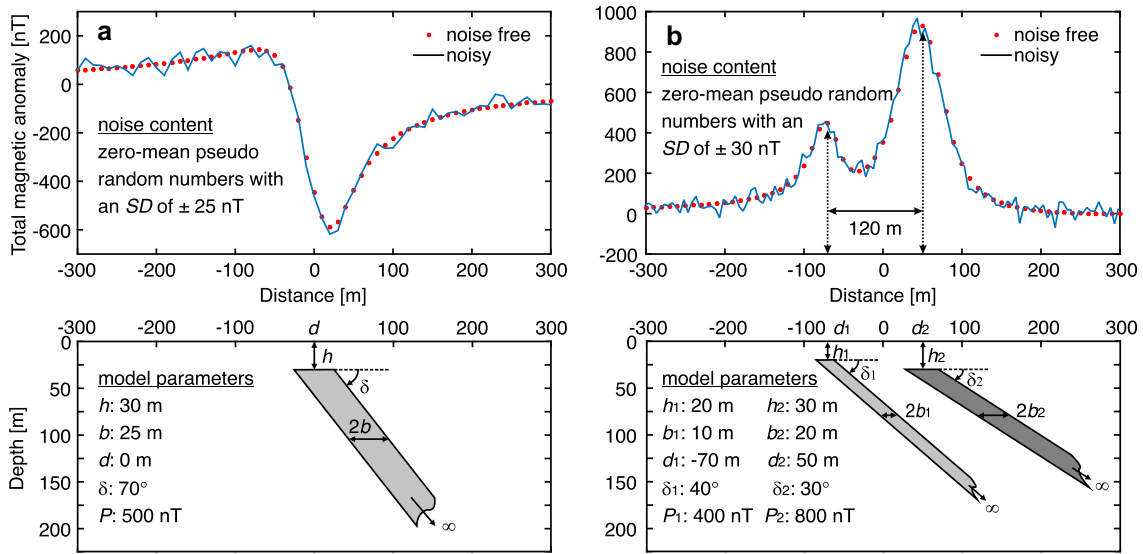 a
Total magnetic anomaly [nT]
200
0
-200
-400
-600
noise free
noisy
noise content
zero-mean pseudo
random numbers with
an SD of ± 25 nT
-300 -200 -100 0 100 200 300
Distance [m]
b
1000
800
600
400
200
0
-200
noise free
noisy
noise content
zero-mean pseudo random
numbers with an
SD of ± 30 nT
120 m
-300 -200 -100 0 100 200 300
Distance [m]
-300 -200 -100 d 100 200 300
Depth [m]
0
50
100
150
200
h
δ
2b
∞
model parameters
h: 30 m
b: 25 m
d: 0 m
δ: 70°
P: 500 nT
-300 -200 -100 d1 0 d2 100 200 300
0
50
100
150
200
h1
h2
δ1
δ2
2b1
2b2
∞
∞
model parameters
h1: 20 m h2: 30 m
b1: 10 m b2: 20 m
d1: -70 m d2: 50 m
δ1: 40° δ2: 30°
P1: 400 nT P2: 800 nT